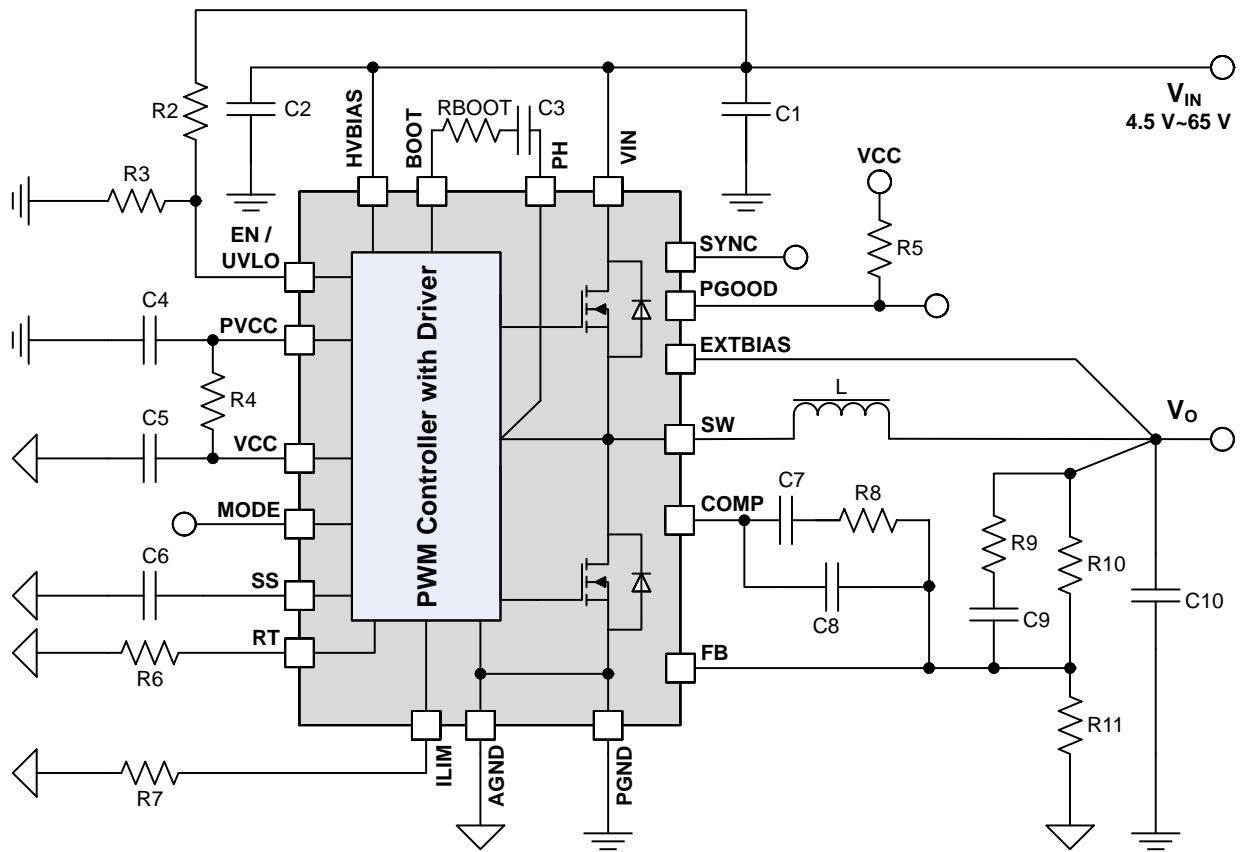 R2
C2
HVBIAS
BOOT
RBOOT
C3
PH
VIN
C1
VIN
4.5 V~65 V
R3
EN /
UVLO
VCC
R5
SYNC
PGOOD
EXTBIAS
C4
PVCC
R4
C5
VCC
PWM Controller with Driver
SW
L
VO
MODE
COMP
C7
R8
C8
R9
R10
C9
C10
C6
SS
RT
R6
FB
R11
R7
ILIM
AGND
PGND